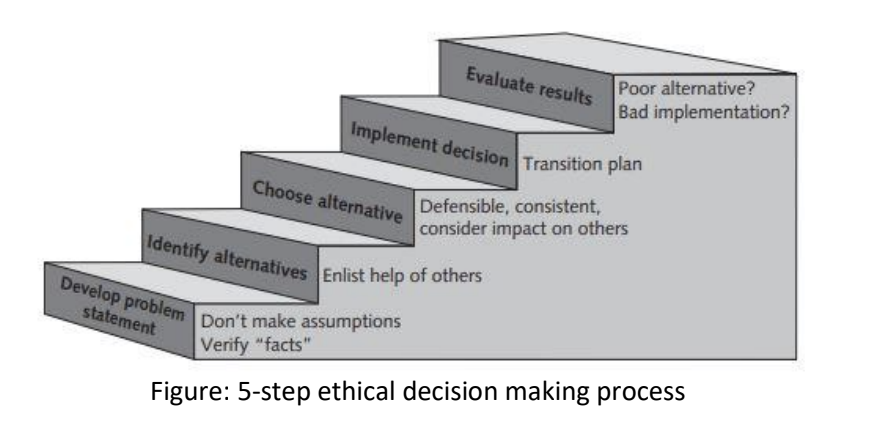 Evaluate results
Poor alternative?
Bad implementation?
Implement decision
Transition plan
Choose alternative
Defensible, consistent,
consider impact on others
Identify alternatives
Enlist help of others
Develop problem
statement
Don't make assumptions
Verify “facts”
Figure: 5-step ethical decision making process